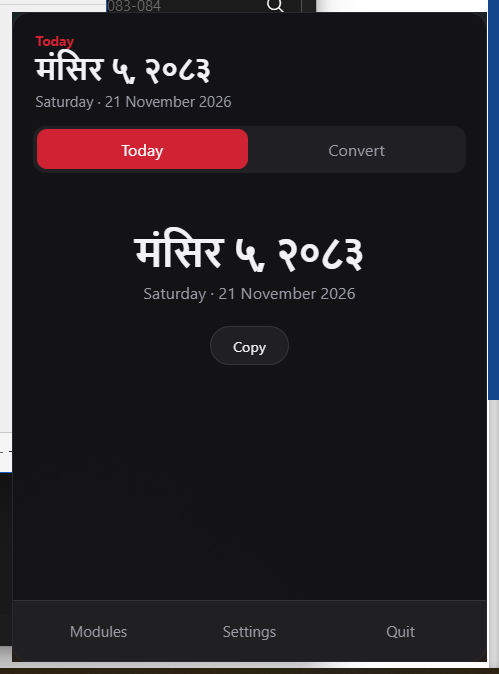 083-084
Today
मंसिर ५, २०८३
Saturday · 21 November 2026
Today
Convert
मंसिर ५, २०८३
Saturday · 21 November 2026
Copy
Modules
Settings
Quit